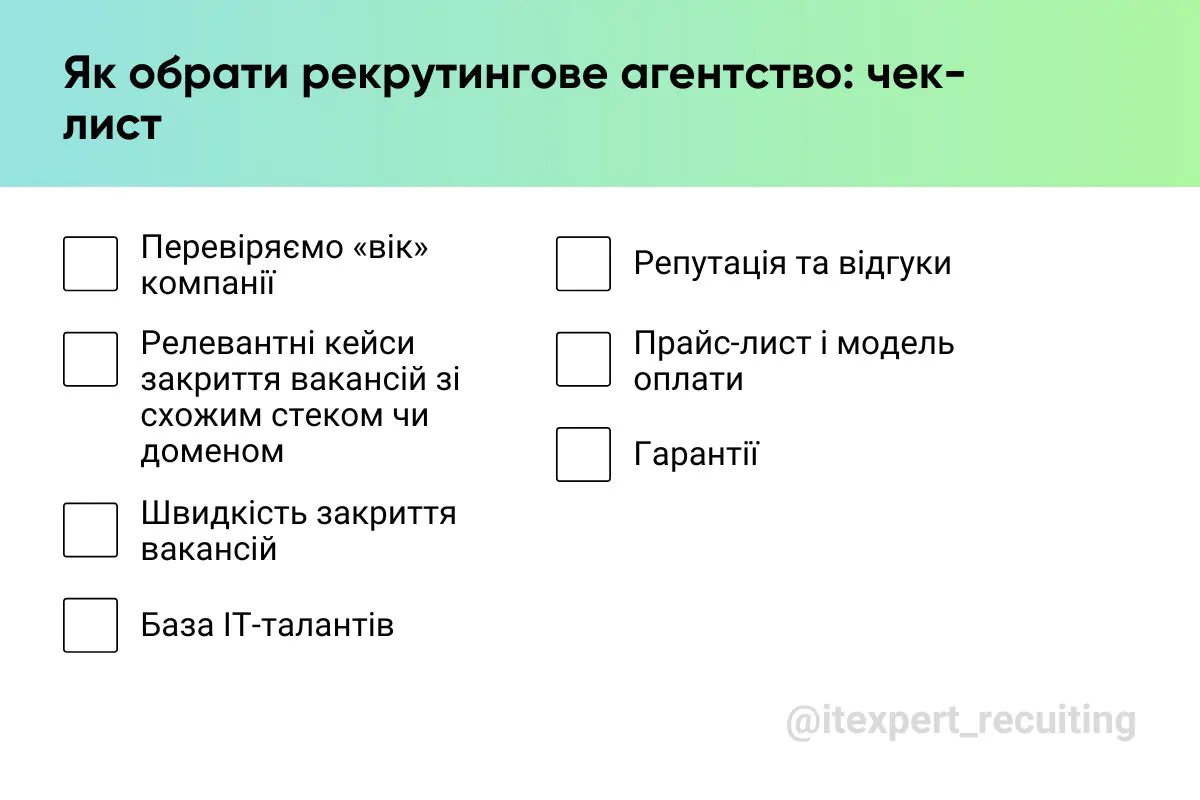 Як обрати рекрутингове агентство: чек-
лист
Перевіряємо «вік»
компанії
Релевантні кейси
закриття вакансій зі
схожим стеком чи
доменом
Швидкість закриття
вакансій
База ІТ-талантів
Репутація та відгуки
Прайс-лист і модель
оплати
Гарантії
@itexpert_recuiting